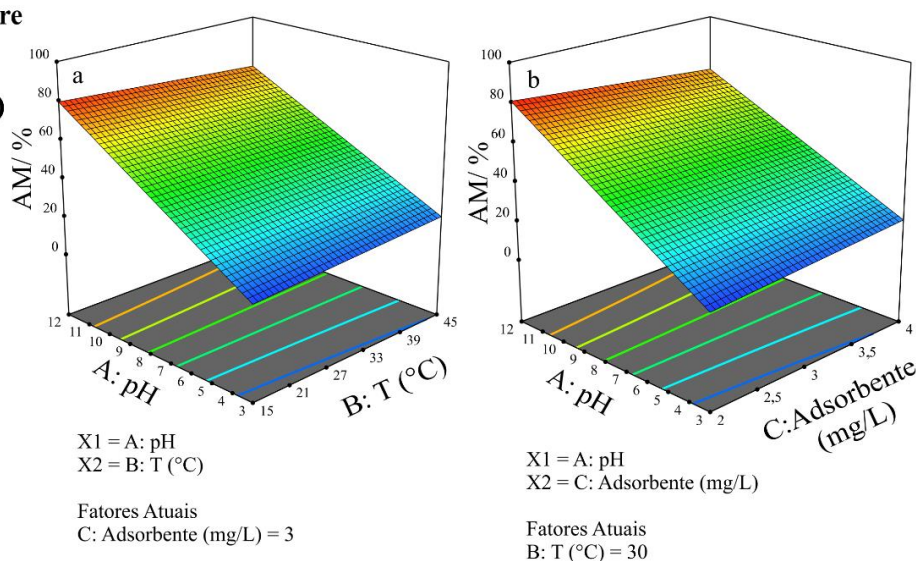 re
)
a
100
80
60
40
20
0
AM/ %
12
11
10
9
8
7
6
5
4
3
A: pH
15
21
27
33
39
45
B: T (°C)
X1 = A: pH
X2 = B: T (°C)
Fatores Atuais
C: Adsorbente (mg/L) = 3
b
100
80
60
40
20
0
AM/ %
12
11
10
9
8
7
6
5
4
3
A: pH
2
2,5
3
3,5
4
C:Adsorbente
(mg/L)
X1 = A: pH
X2 = C: Adsorbente (mg/L)
Fatores Atuais
B: T (°C) = 30